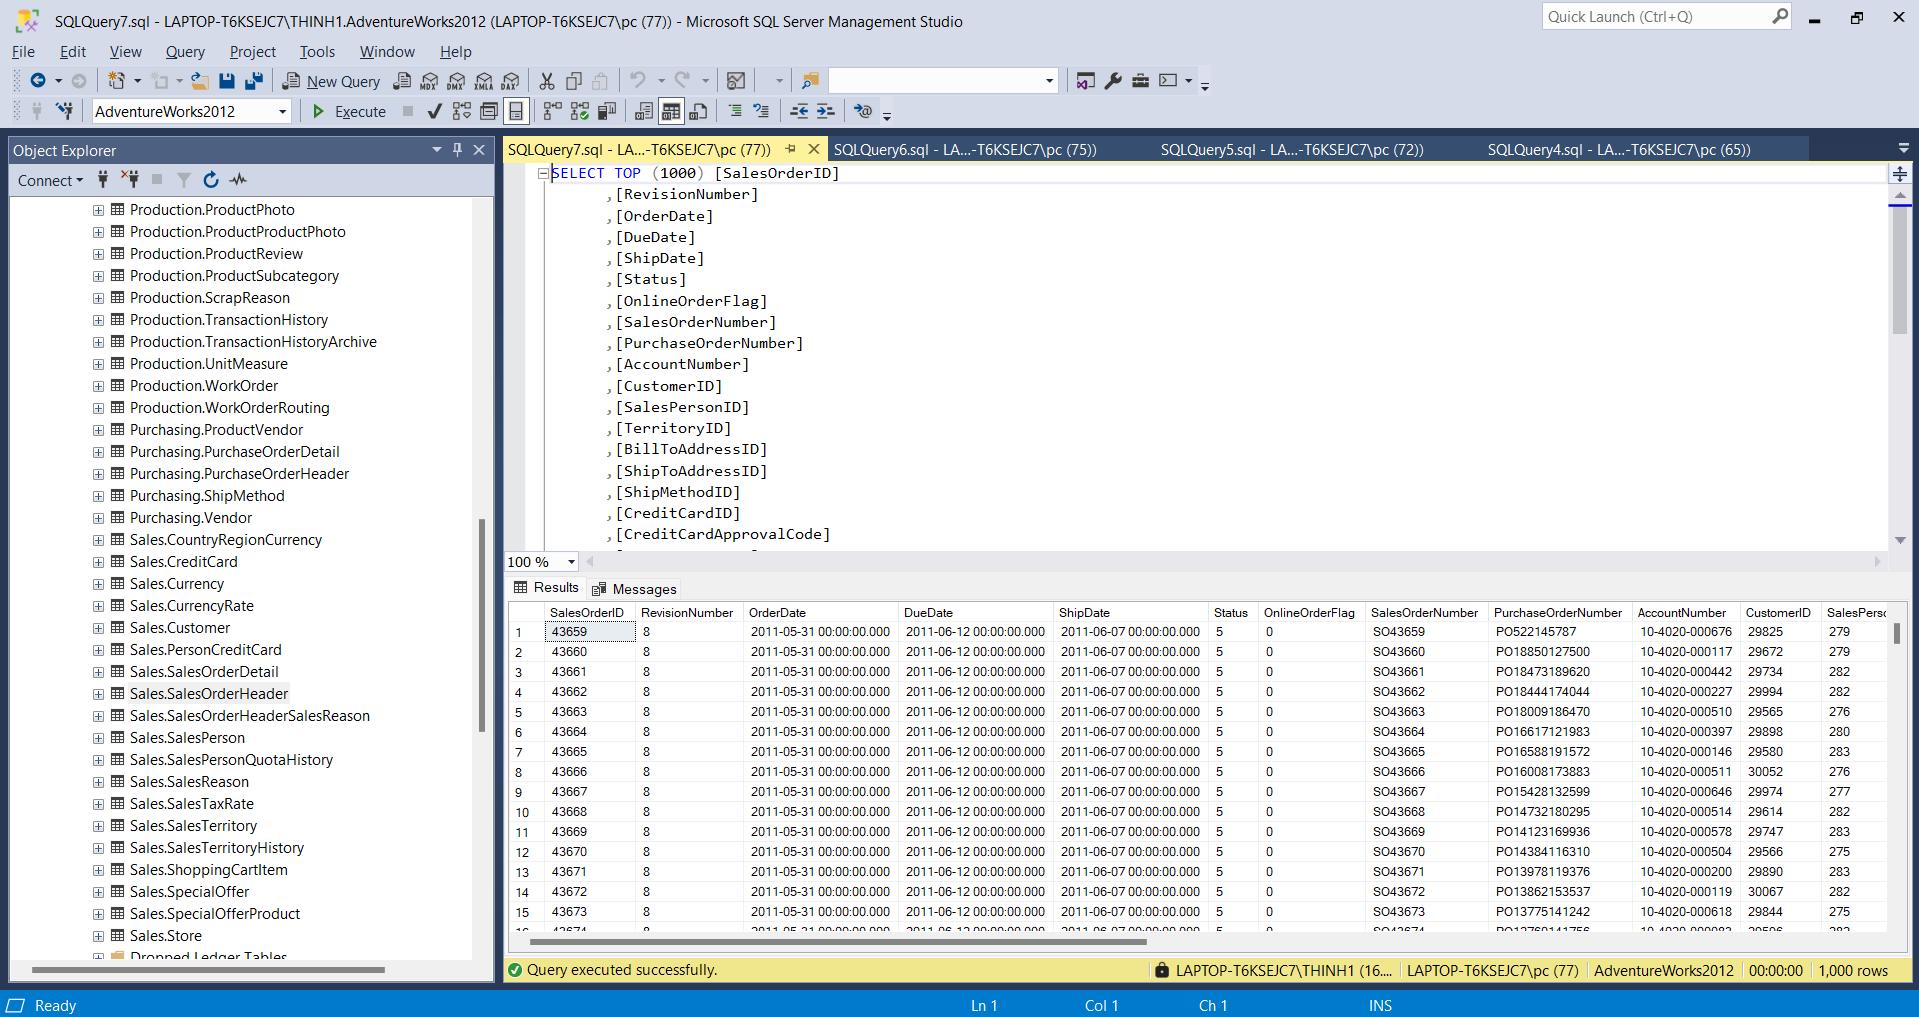 SQLQuery7.sql - LAPTOP-T6KSEJC7\THINH1.AdventureWorks2012 (LAPTOP-T6KSEJC7\pc (77)) - Microsoft SQL Server Management Studio
Quick Launch (Ctrl+Q)
File Edit View Query Project Tools Window Help
New Query MDX DMX XMLA DAX
AdventureWorks2012 Execute
Object Explorer
Connect
Production.ProductPhoto
Production.ProductProductPhoto
Production.ProductReview
Production.ProductSubcategory
Production.ScrapReason
Production.TransactionHistory
Production.TransactionHistoryArchive
Production.UnitMeasure
Production.WorkOrder
Production.WorkOrderRouting
Purchasing.ProductVendor
Purchasing.PurchaseOrderDetail
Purchasing.PurchaseOrderHeader
Purchasing.ShipMethod
Purchasing.Vendor
Sales.CountryRegionCurrency
Sales.CreditCard
Sales.Currency
Sales.CurrencyRate
Sales.Customer
Sales.PersonCreditCard
Sales.SalesOrderDetail
Sales.SalesOrderHeader
Sales.SalesOrderHeaderSalesReason
Sales.SalesPerson
Sales.SalesPersonQuotaHistory
Sales.SalesReason
Sales.SalesTaxRate
Sales.SalesTerritory
Sales.SalesTerritoryHistory
Sales.ShoppingCartItem
Sales.SpecialOffer
Sales.SpecialOfferProduct
Sales.Store
Dropped Ledger Tables
SQLQuery7.sql - LA...-T6KSEJC7\pc (77)) SQLQuery6.sql - LA...-T6KSEJC7\pc (75)) SQLQuery5.sql - LA...-T6KSEJC7\pc (72)) SQLQuery4.sql - LA...-T6KSEJC7\pc (65))
SELECT TOP (1000) [SalesOrderID]
,[RevisionNumber]
,[OrderDate]
,[DueDate]
,[ShipDate]
,[Status]
,[OnlineOrderFlag]
,[SalesOrderNumber]
,[PurchaseOrderNumber]
,[AccountNumber]
,[CustomerID]
,[SalesPersonID]
,[TerritoryID]
,[BillToAddressID]
,[ShipToAddressID]
,[ShipMethodID]
,[CreditCardID]
,[CreditCardApprovalCode]
100 %
Results Messages
SalesOrderID RevisionNumber OrderDate DueDate ShipDate Status OnlineOrderFlag SalesOrderNumber PurchaseOrderNumber AccountNumber CustomerID SalesPersc
1 43659 8 2011-05-31 00:00:00.000 2011-06-12 00:00:00.000 2011-06-07 00:00:00.000 5 0 SO43659 PO522145787 10-4020-000676 29825 279
2 43660 8 2011-05-31 00:00:00.000 2011-06-12 00:00:00.000 2011-06-07 00:00:00.000 5 0 SO43660 PO18850127500 10-4020-000117 29672 279
3 43661 8 2011-05-31 00:00:00.000 2011-06-12 00:00:00.000 2011-06-07 00:00:00.000 5 0 SO43661 PO18473189620 10-4020-000442 29734 282
4 43662 8 2011-05-31 00:00:00.000 2011-06-12 00:00:00.000 2011-06-07 00:00:00.000 5 0 SO43662 PO18444174044 10-4020-000227 29994 282
5 43663 8 2011-05-31 00:00:00.000 2011-06-12 00:00:00.000 2011-06-07 00:00:00.000 5 0 SO43663 PO18009186470 10-4020-000510 29565 276
6 43664 8 2011-05-31 00:00:00.000 2011-06-12 00:00:00.000 2011-06-07 00:00:00.000 5 0 SO43664 PO16617121983 10-4020-000397 29898 280
7 43665 8 2011-05-31 00:00:00.000 2011-06-12 00:00:00.000 2011-06-07 00:00:00.000 5 0 SO43665 PO16588191572 10-4020-000146 29580 283
8 43666 8 2011-05-31 00:00:00.000 2011-06-12 00:00:00.000 2011-06-07 00:00:00.000 5 0 SO43666 PO16008173883 10-4020-000511 30052 276
9 43667 8 2011-05-31 00:00:00.000 2011-06-12 00:00:00.000 2011-06-07 00:00:00.000 5 0 SO43667 PO15428132599 10-4020-000646 29974 277
10 43668 8 2011-05-31 00:00:00.000 2011-06-12 00:00:00.000 2011-06-07 00:00:00.000 5 0 SO43668 PO14732180295 10-4020-000514 29614 282
11 43669 8 2011-05-31 00:00:00.000 2011-06-12 00:00:00.000 2011-06-07 00:00:00.000 5 0 SO43669 PO14123169936 10-4020-000578 29747 283
12 43670 8 2011-05-31 00:00:00.000 2011-06-12 00:00:00.000 2011-06-07 00:00:00.000 5 0 SO43670 PO14384116310 10-4020-000504 29566 275
13 43671 8 2011-05-31 00:00:00.000 2011-06-12 00:00:00.000 2011-06-07 00:00:00.000 5 0 SO43671 PO13978119376 10-4020-000200 29890 283
14 43672 8 2011-05-31 00:00:00.000 2011-06-12 00:00:00.000 2011-06-07 00:00:00.000 5 0 SO43672 PO13862153537 10-4020-000119 30067 282
15 43673 8 2011-05-31 00:00:00.000 2011-06-12 00:00:00.000 2011-06-07 00:00:00.000 5 0 SO43673 PO13775141242 10-4020-000618 29844 275
Query executed successfully. LAPTOP-T6KSEJC7\THINH1 (16.... LAPTOP-T6KSEJC7\pc (77) AdventureWorks2012 00:00:00 1,000 rows
Ready Ln 1 Col 1 Ch 1 INS